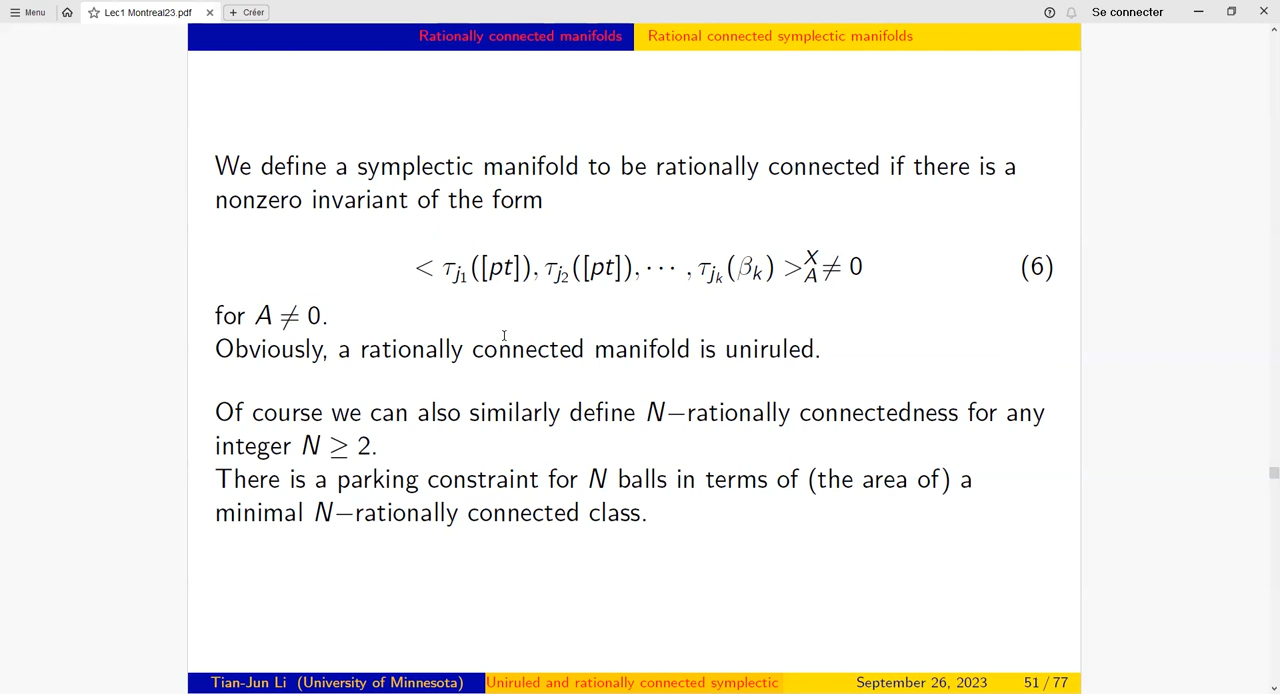 Menu
Lec1 Montreal23.pdf
Créer
Se connecter
Rationally connected manifolds
Rational connected symplectic manifolds
We define a symplectic manifold to be rationally connected if there is a
nonzero invariant of the form
< τ_{j_1}([pt]), τ_{j_2}([pt]), ⋯ , τ_{j_k}(β_k) >^X_A ≠ 0 (6)
for A ≠ 0.
Obviously, a rationally connected manifold is uniruled.
Of course we can also similarly define N−rationally connectedness for any
integer N ≥ 2.
There is a parking constraint for N balls in terms of (the area of) a
minimal N−rationally connected class.
Tian-Jun Li (University of Minnesota)
Uniruled and rationally connected symplectic
September 26, 2023
51 / 77